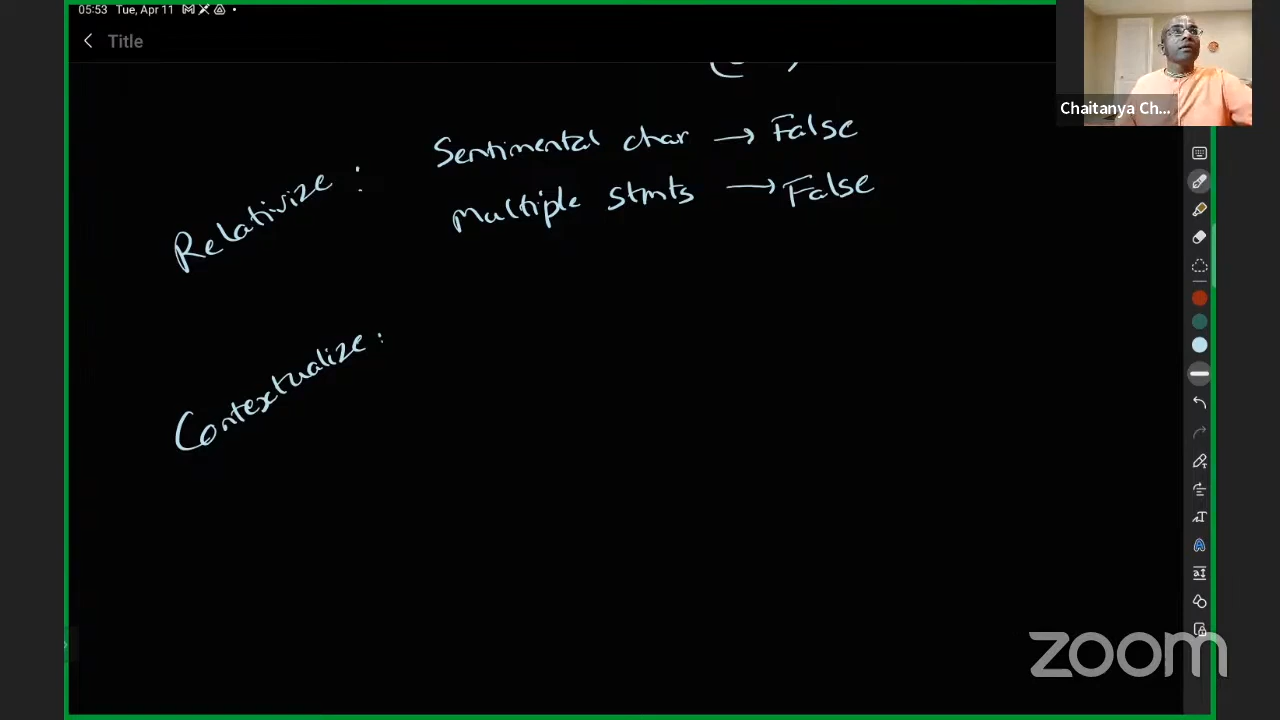 05:53 Tue, Apr 11
Title
Chaitanya Ch...
Sentimental char → False
Relativize : Multiple stmts → False
Contextualize :
zoom